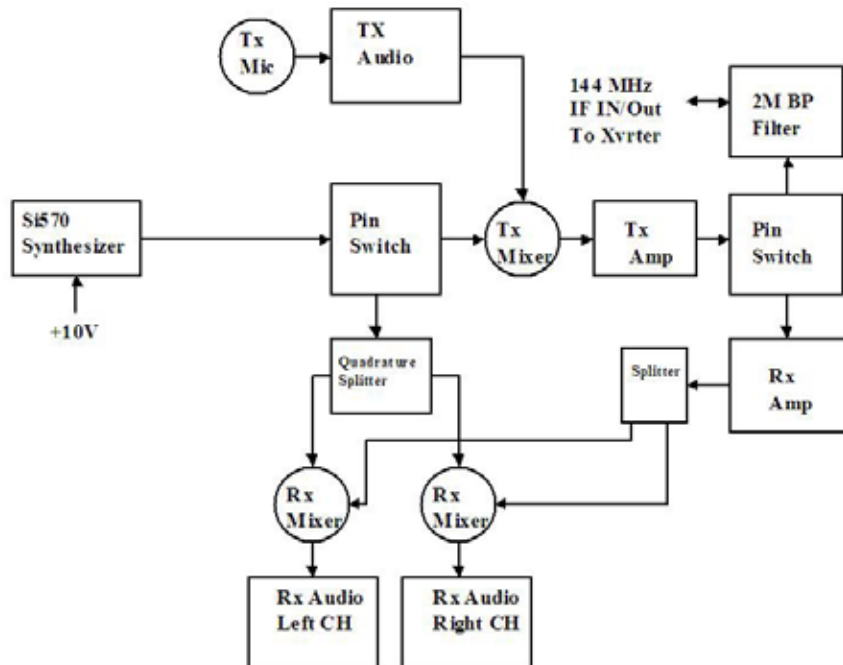 Tx
Mic
TX
Audio
144 MHz
IF IN/Out
To Xvrter
2M BP
Filter
Si570
Synthesizer
+10V
Pin
Switch
Tx
Mixer
Tx
Amp
Pin
Switch
Quadrature
Splitter
Splitter
Rx
Amp
Rx
Mixer
Rx
Mixer
Rx Audio
Left CH
Rx Audio
Right CH